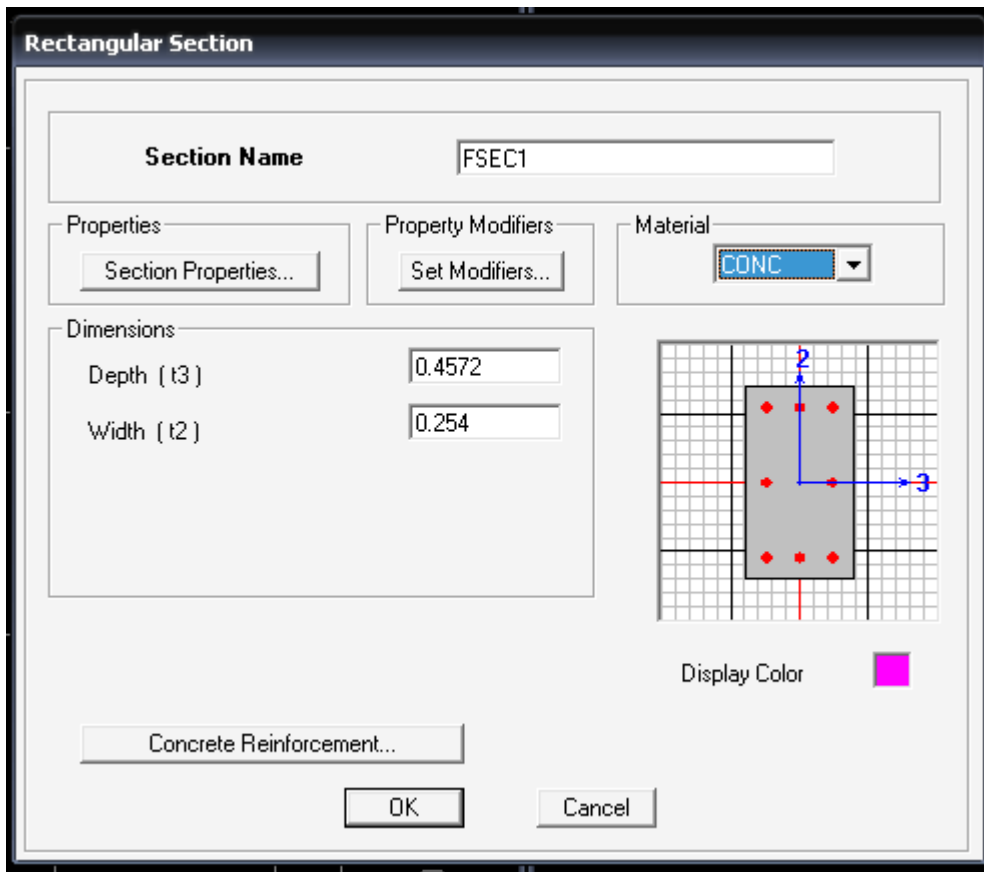 Rectangular Section
Section Name FSEC1
Properties Property Modifiers Material
Section Properties... Set Modifiers... CONC
Dimensions
Depth ( t3 ) 0.4572
Width ( t2 ) 0.254
2
3
Display Color
Concrete Reinforcement...
OK Cancel